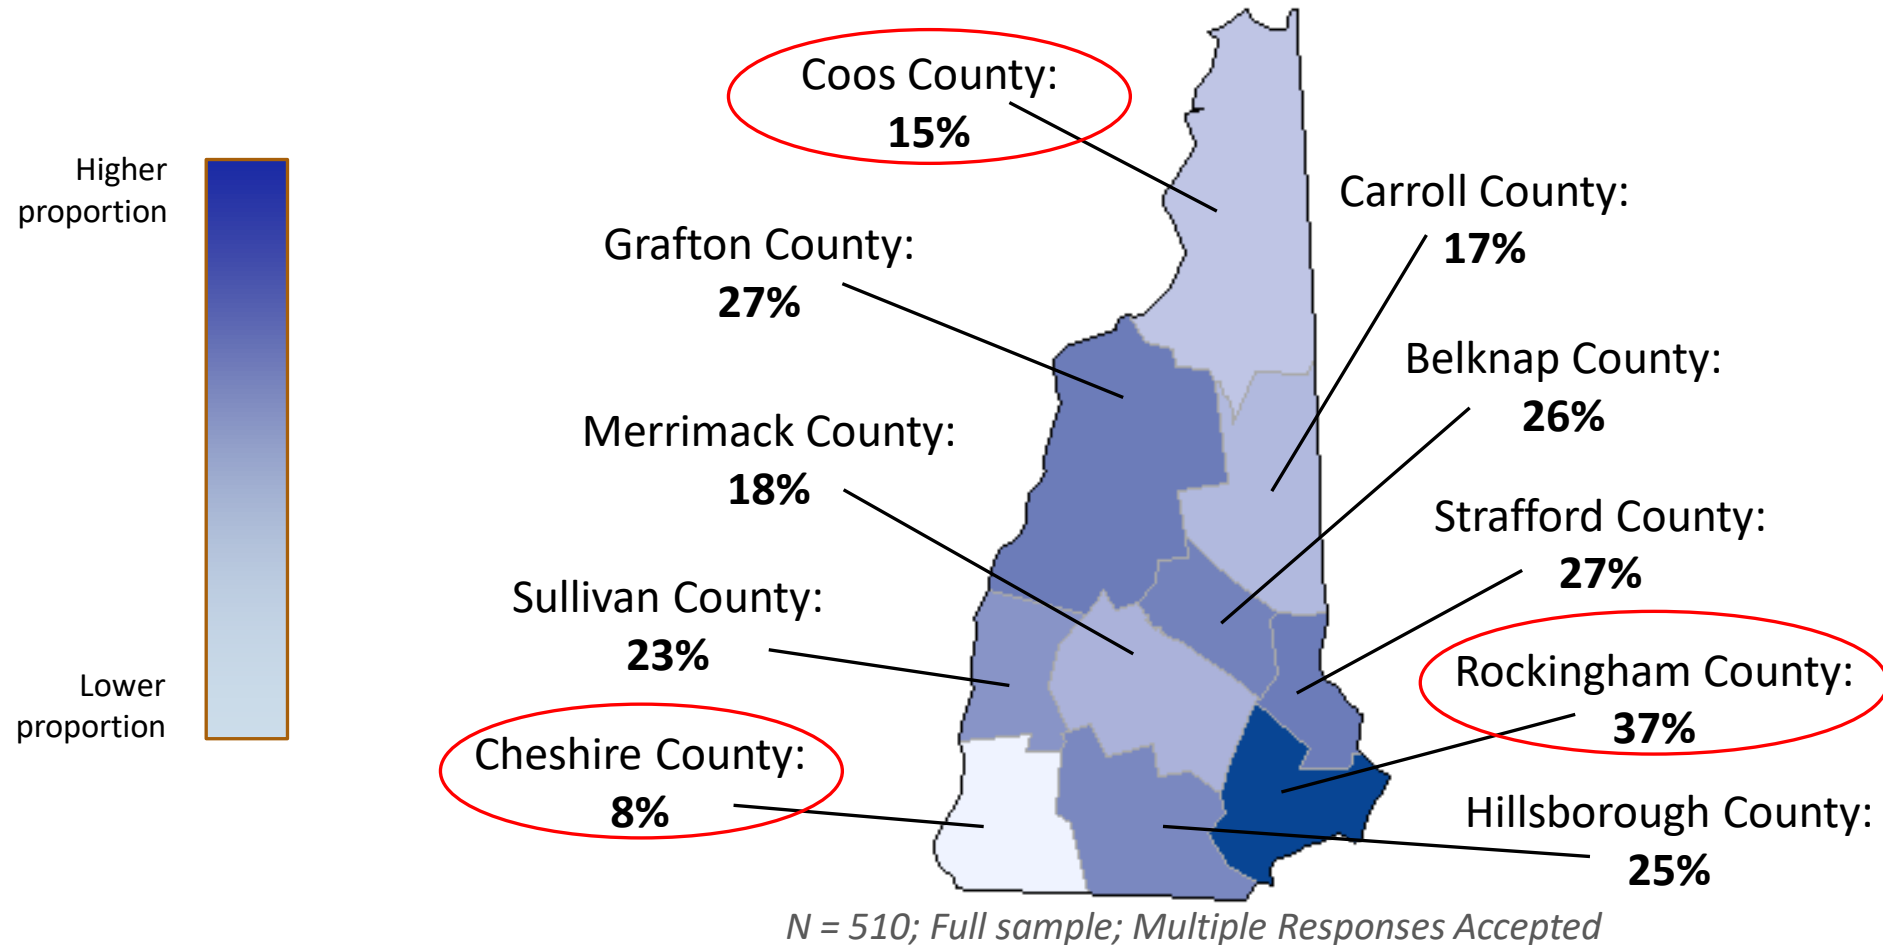 Higher
proportion
Lower
proportion
Coos County:
15%
Carroll County:
17%
Grafton County:
27%
Belknap County:
26%
Merrimack County:
18%
Strafford County:
27%
Sullivan County:
23%
Rockingham County:
37%
Cheshire County:
8%
Hillsborough County:
25%
N = 510; Full sample; Multiple Responses Accepted